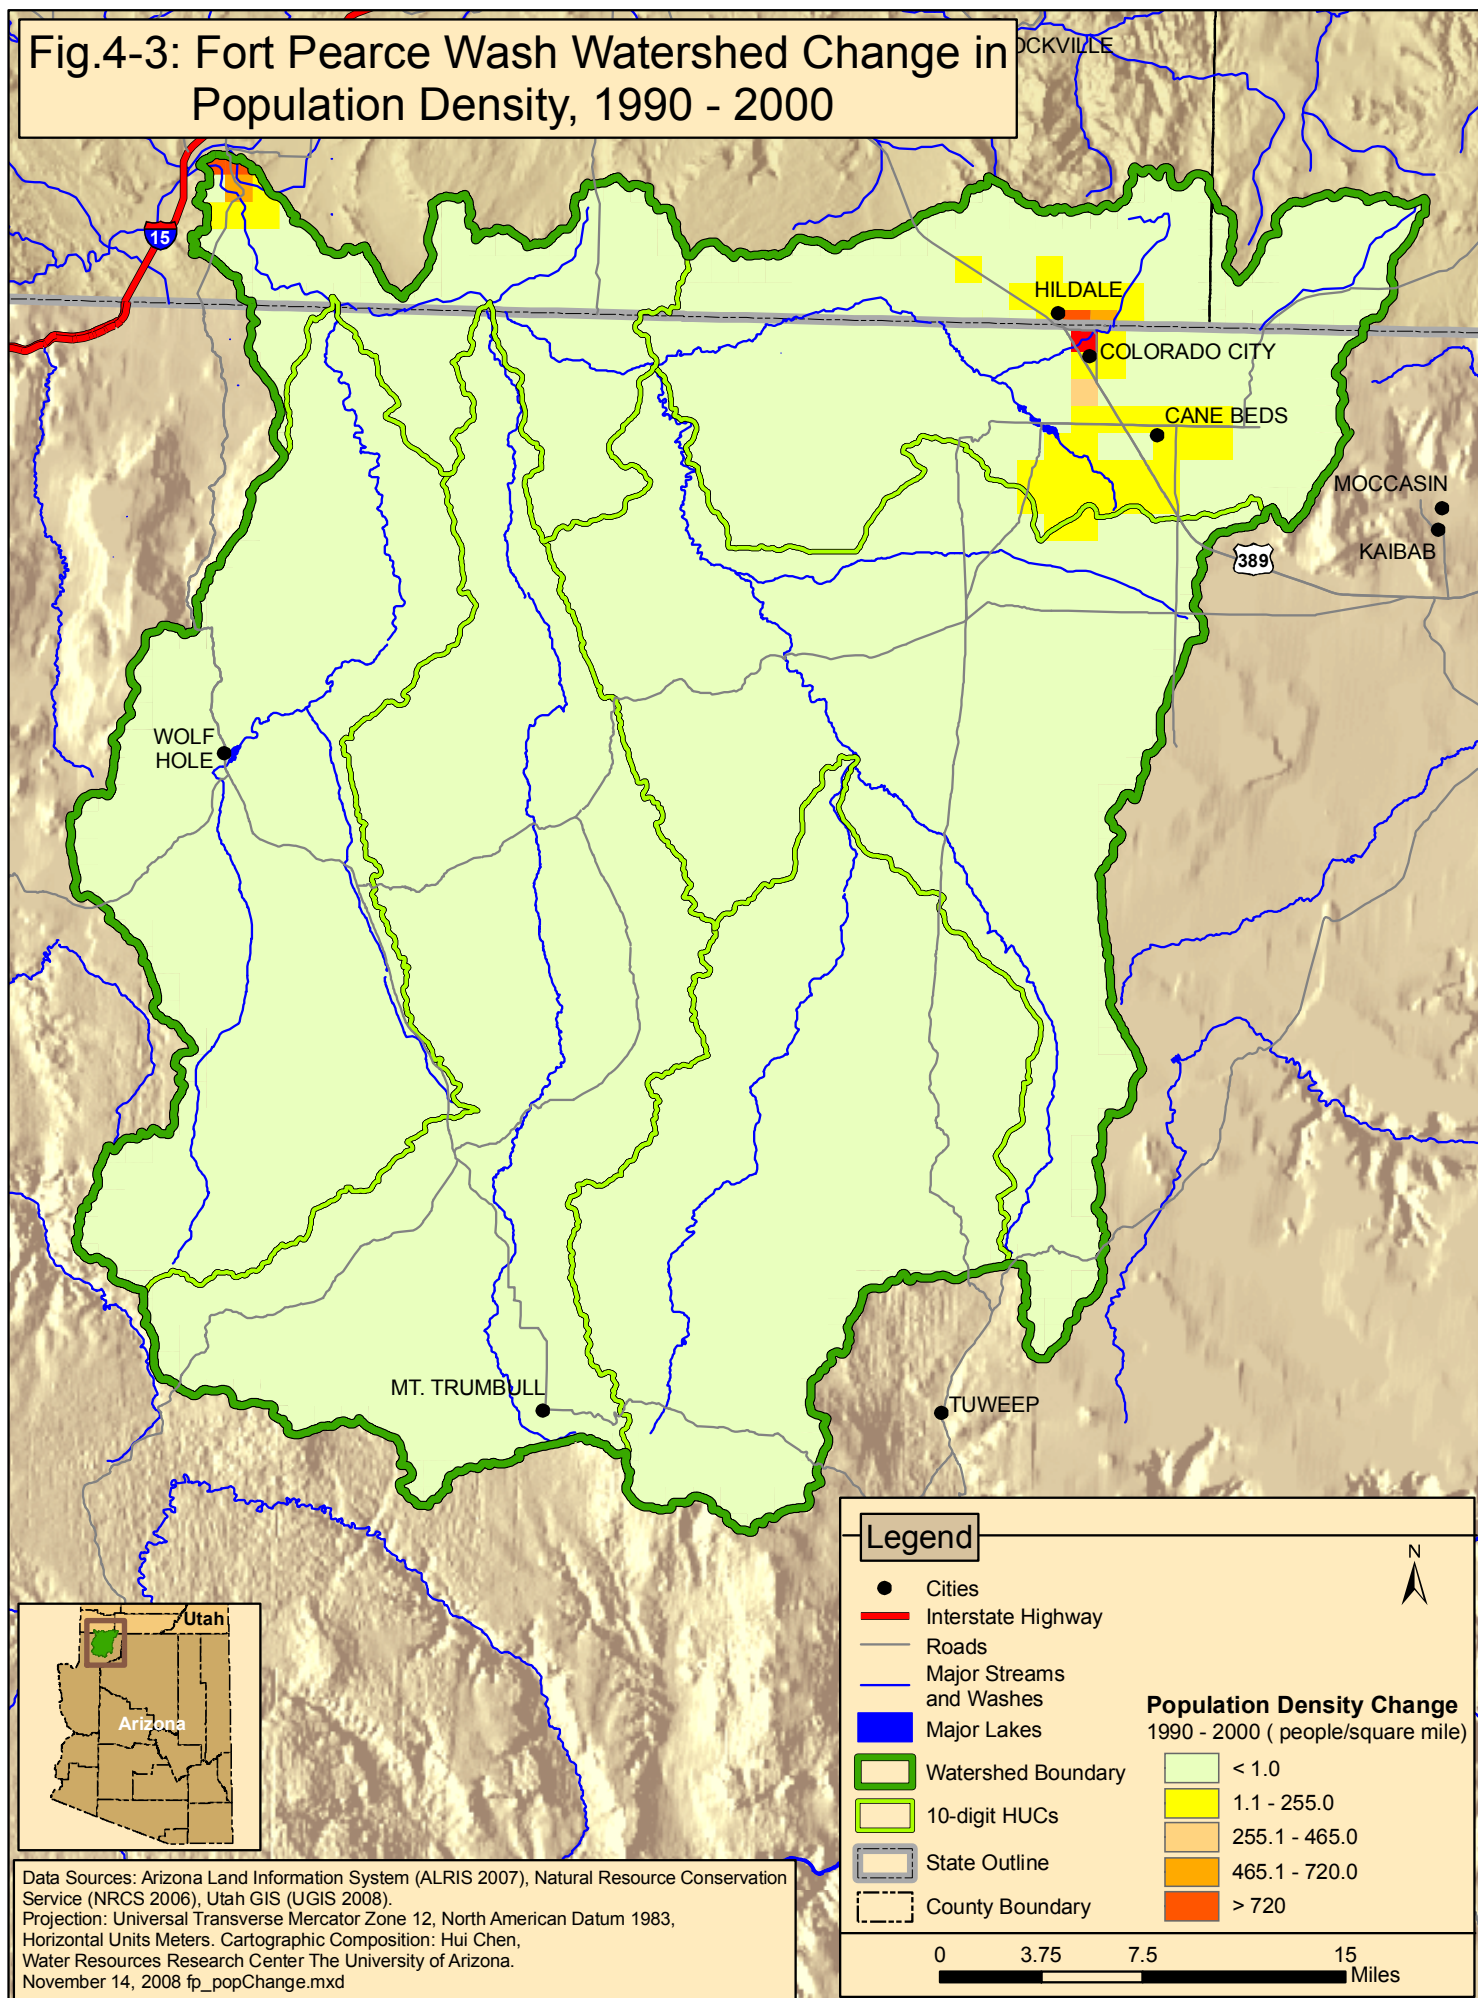 Fig.4-3: Fort Pearce Wash Watershed Change in
Population Density, 1990 - 2000
OCKVILLE
15
HILDALE
COLORADO CITY
CANE BEDS
MOCCASIN
KAIBAB
389
WOLF
HOLE
MT. TRUMBULL
TUWEEP
Legend
N
Cities
Interstate Highway
Roads
Major Streams
and Washes
Major Lakes
Watershed Boundary
10-digit HUCs
State Outline
County Boundary
Population Density Change
1990 - 2000 ( people/square mile)
< 1.0
1.1 - 255.0
255.1 - 465.0
465.1 - 720.0
> 720
0 3.75 7.5 15
Miles
Utah
Arizona
Data Sources: Arizona Land Information System (ALRIS 2007), Natural Resource Conservation
Service (NRCS 2006), Utah GIS (UGIS 2008).
Projection: Universal Transverse Mercator Zone 12, North American Datum 1983,
Horizontal Units Meters. Cartographic Composition: Hui Chen,
Water Resources Research Center The University of Arizona.
November 14, 2008 fp_popChange.mxd